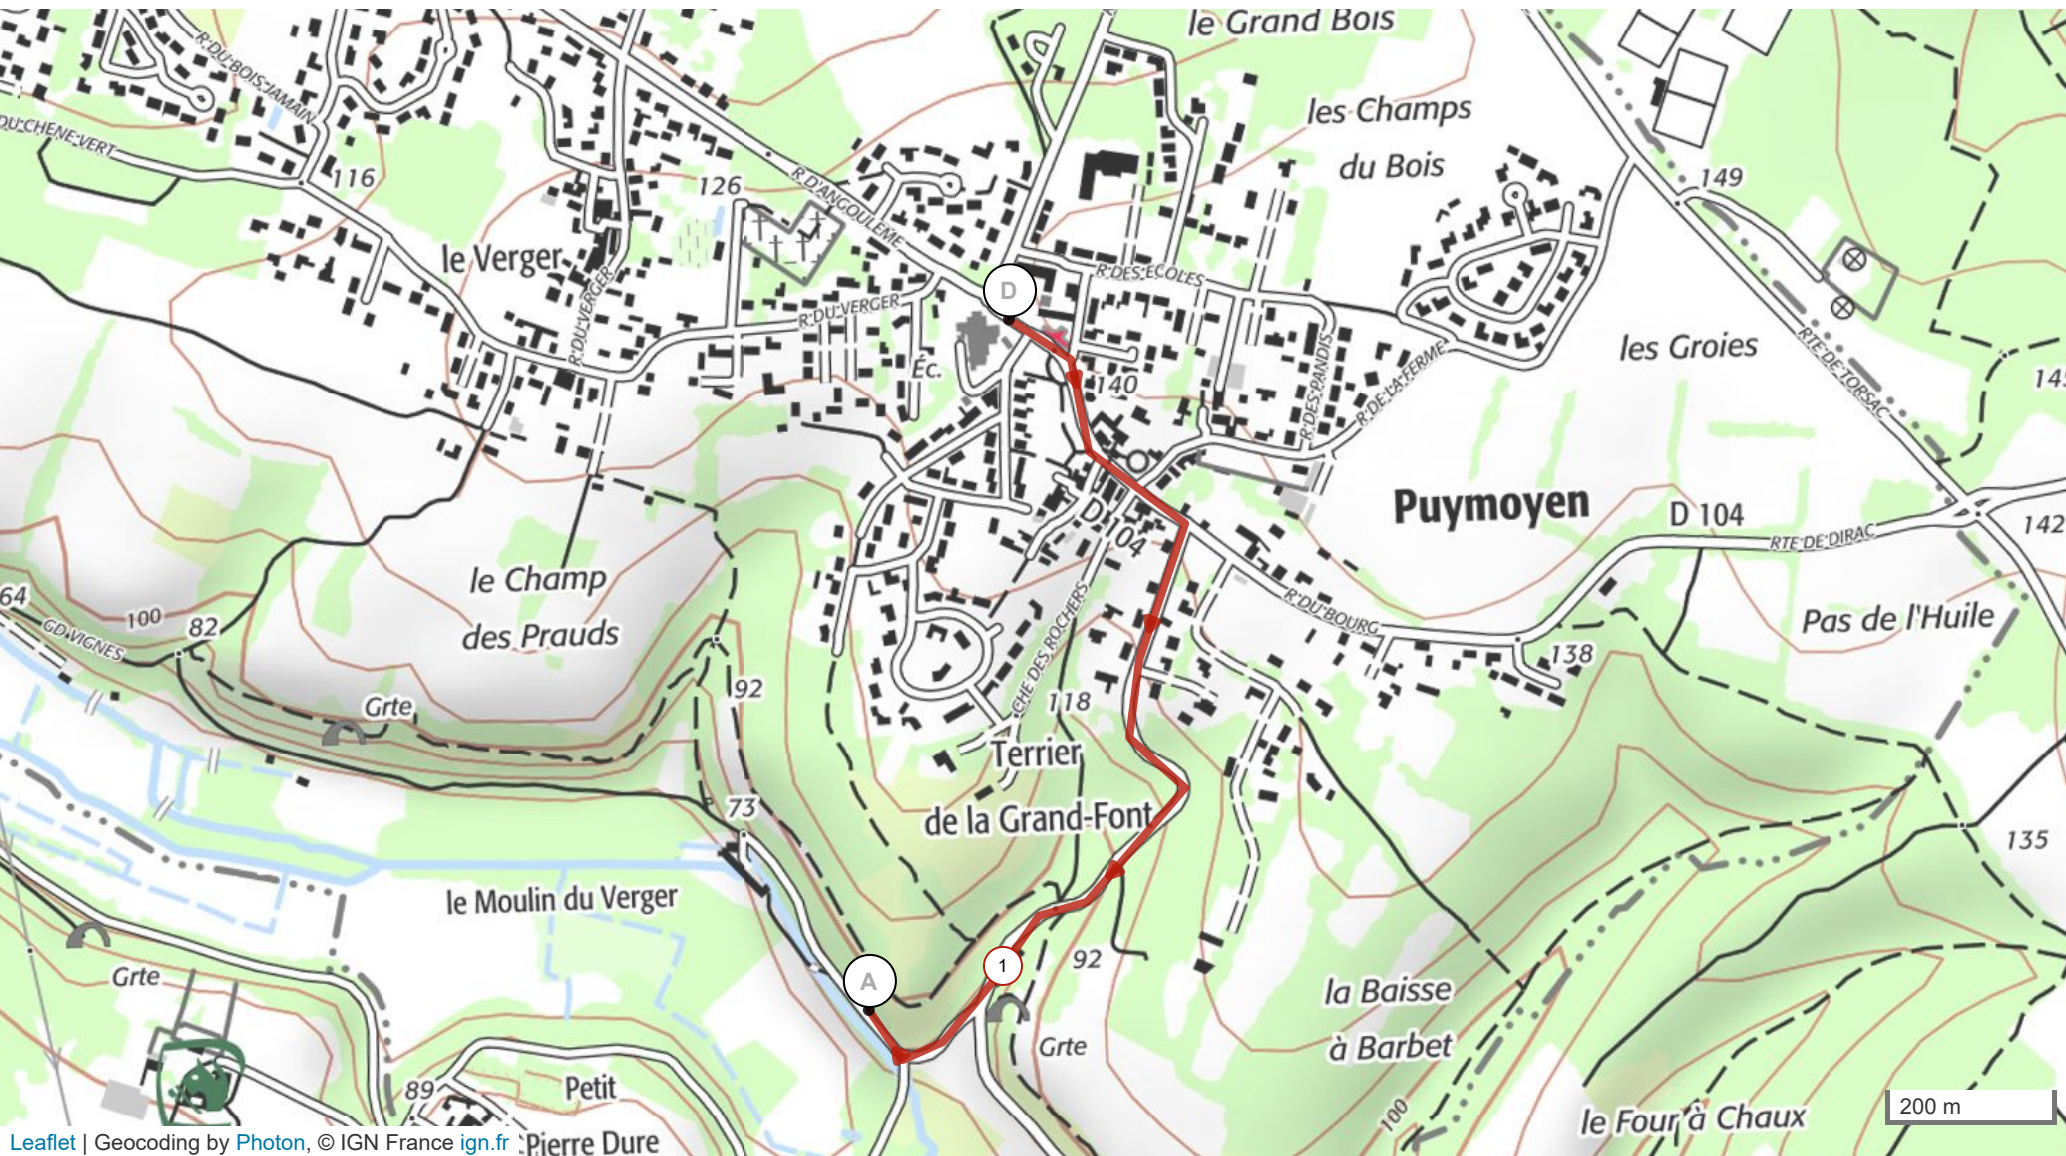 le Grand Bois
R. DU BOIS JAMAIN
les Champs
du Bois
DU CHENE VERT
116
126
149
R D'ANGOULEME
le Verger
R. DU VERGER
D
R. DES ECOLES
R DU VERGER
les Groies
RTE DE TORSAC
Éc.
140
R. DES PANDIS
R. DE LA FERME
145
Puymoyen
D 104
D 104
142
RTE DE DIRAC
le Champ
des Prauds
64
100
82
GD VIGNES
CHE DES ROCHERS
R. DU BOURG
Pas de l'Huile
138
92
Grte
118
Terrier
de la Grand-Font
73
135
le Moulin du Verger
92
1
A
Grte
la Baisse
à Barbet
Grte
89
Petit
Pierre Dure
100
le Four à Chaux
200 m
Leaflet | Geocoding by Photon, © IGN France ign.fr